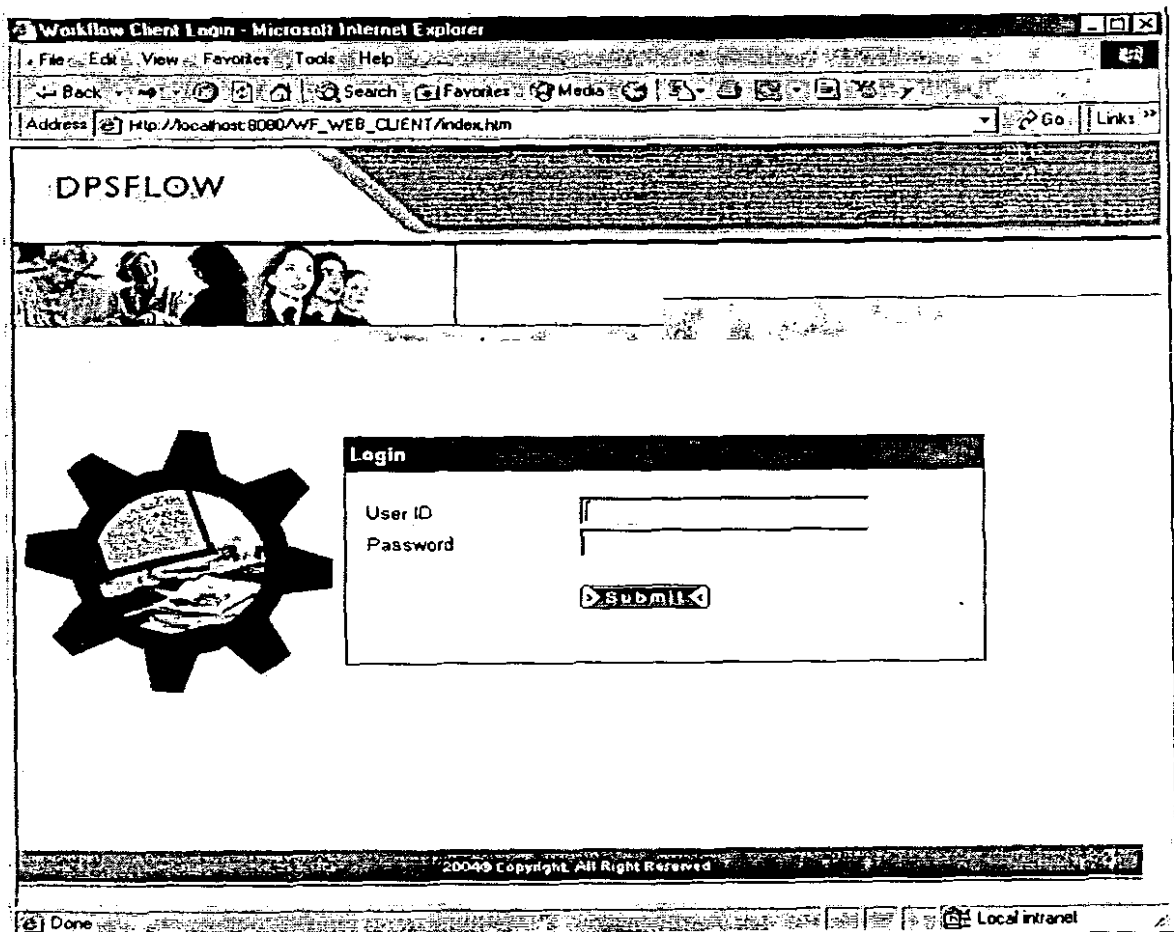 Workflow Client Login - Microsoft Internet Explorer
File Edit View Favorites Tools Help
Back Search Favorites Media
Address http://localhost:8080/WF_WEB_CLIENT/index.htm Go Links »
DPSFLOW
Login
User ID
Password
Submit
2004© Copyright. All Right Reserved
Done Local intranet